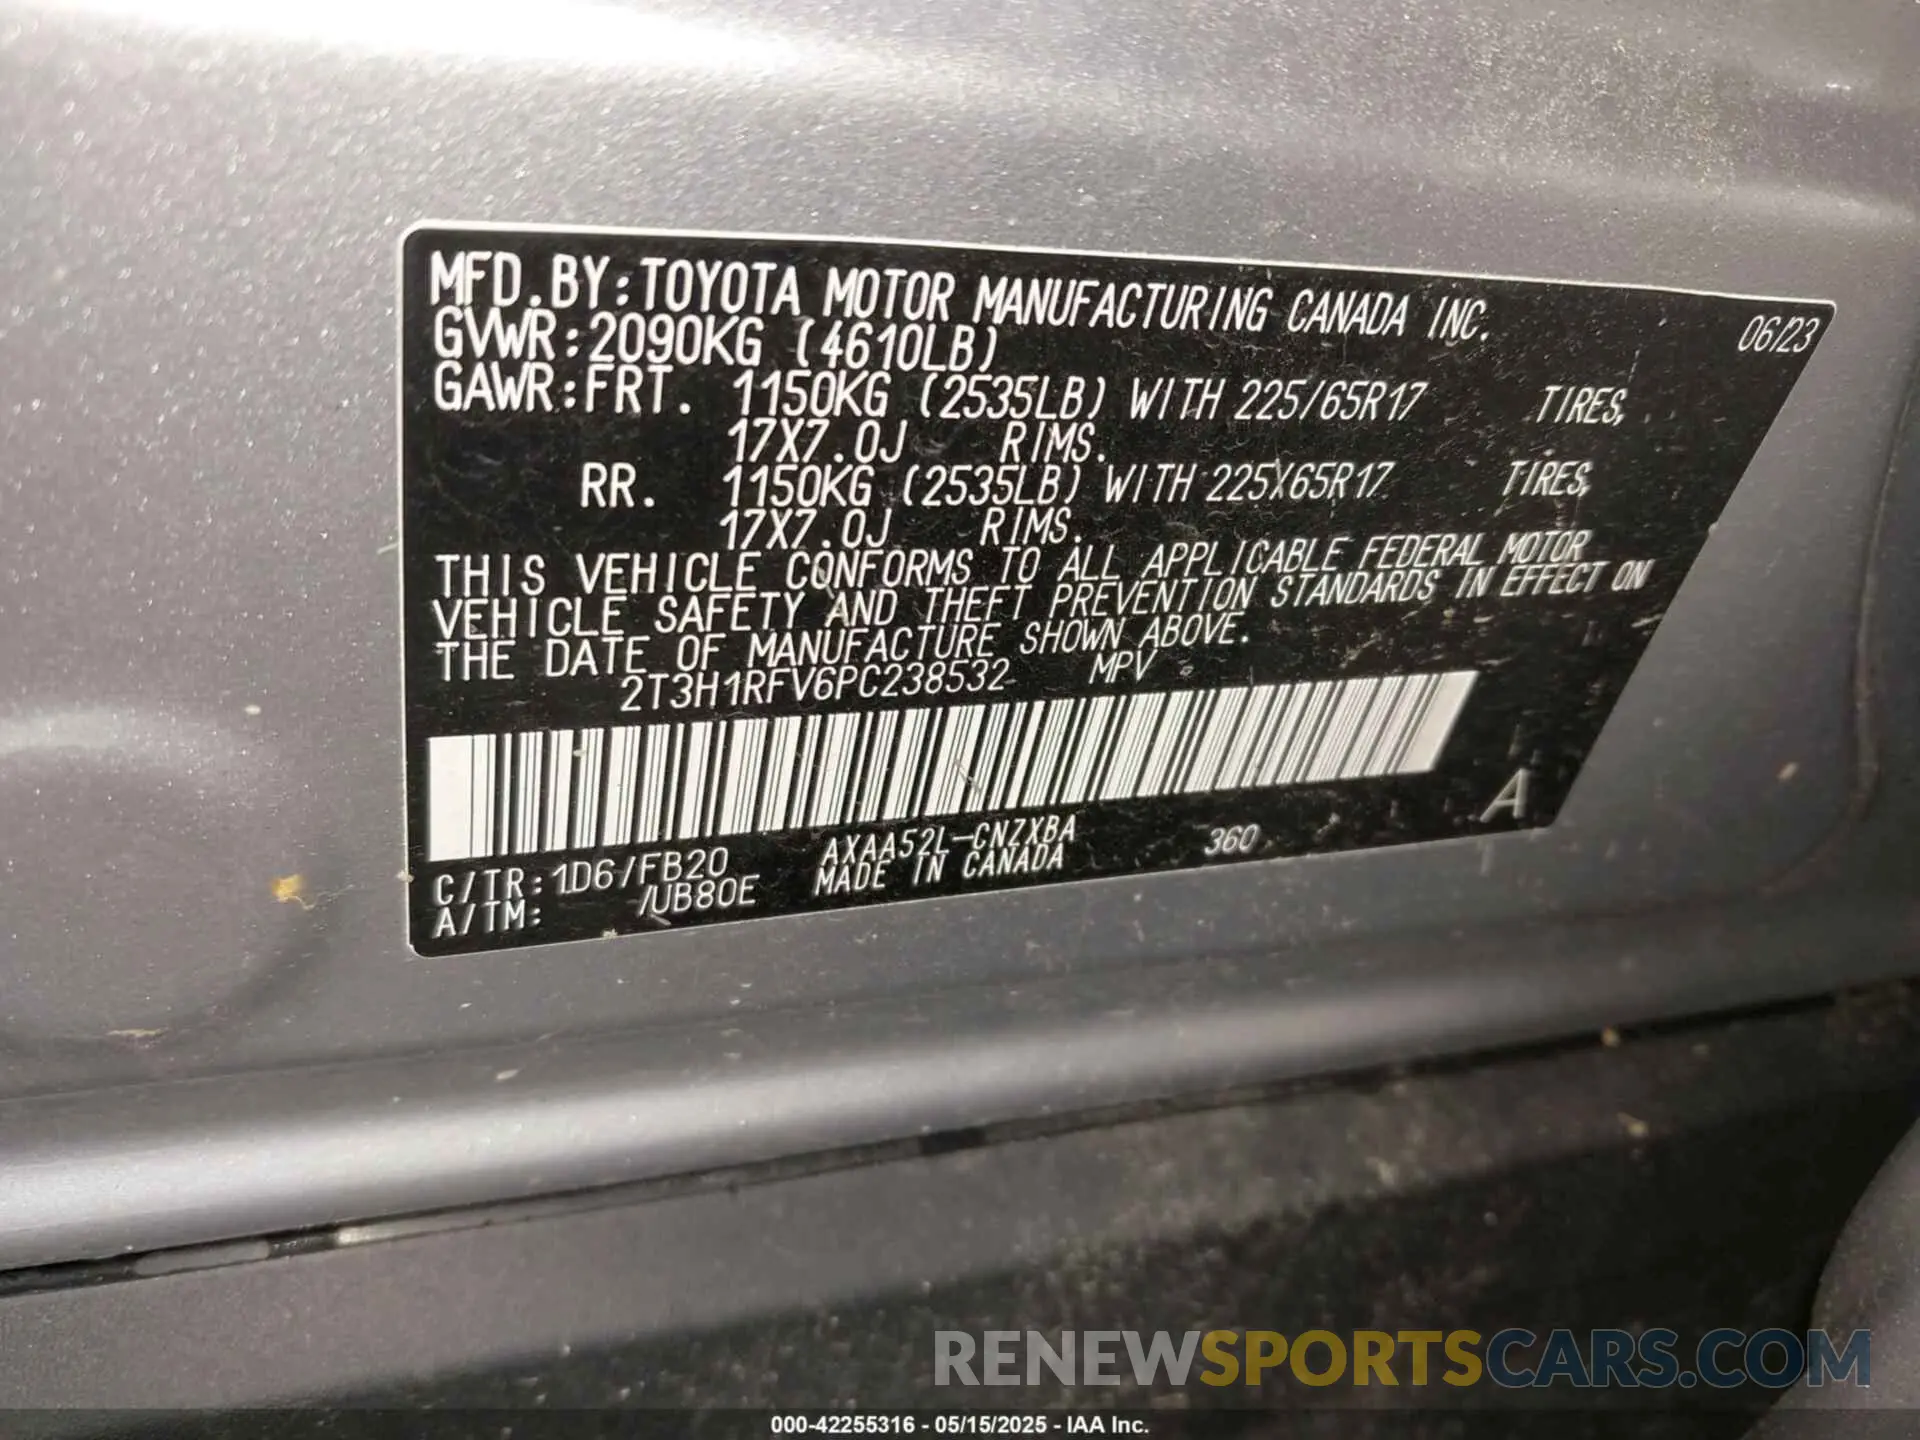 MFD.BY:TOYOTA MOTOR MANUFACTURING CANADA INC. 06/23
GVWR:2090KG (4610LB)
GAWR:FRT. 1150KG (2535LB) WITH 225/65R17 TIRES,
17X7.0J RIMS.
RR. 1150KG (2535LB) WITH 225X65R17 TIRES,
17X7.0J RIMS.
THIS VEHICLE CONFORMS TO ALL APPLICABLE FEDERAL MOTOR
VEHICLE SAFETY AND THEFT PREVENTION STANDARDS IN EFFECT ON
THE DATE OF MANUFACTURE SHOWN ABOVE.
2T3H1RFV6PC238532 MPV
A
C/TR:1D6/FB20 AXAA52L-CNZXBA 360
A/TM: /UB80E MADE IN CANADA
RENEWSPORTSCARS.COM
000-42255316 - 05/15/2025 - IAA Inc.